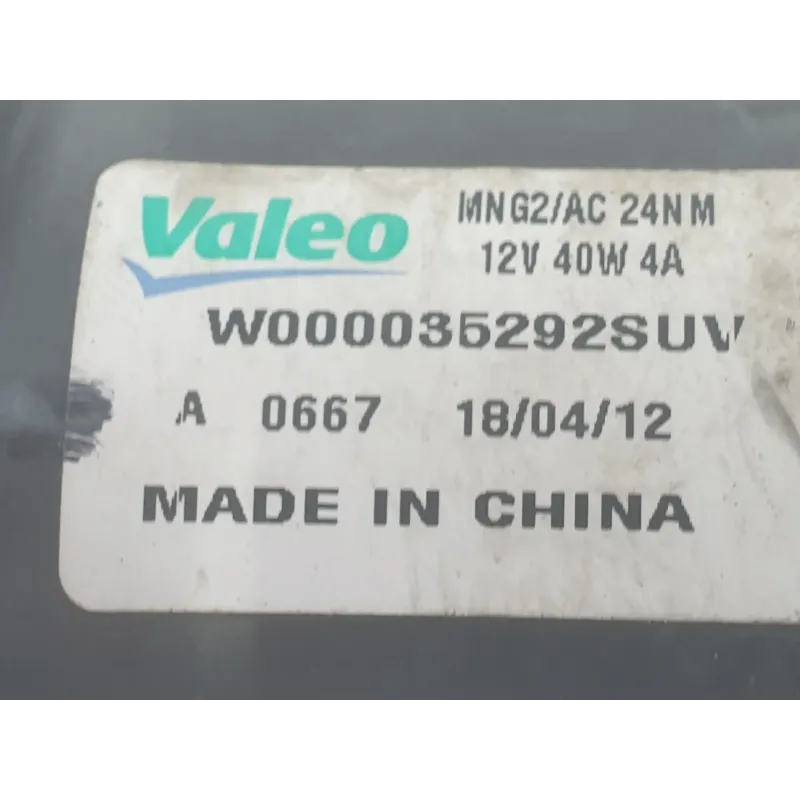 Valeo
MNG2/AC 24NM
12V 40W 4A
W000035292SUV
A 0667 18/04/12
MADE IN CHINA